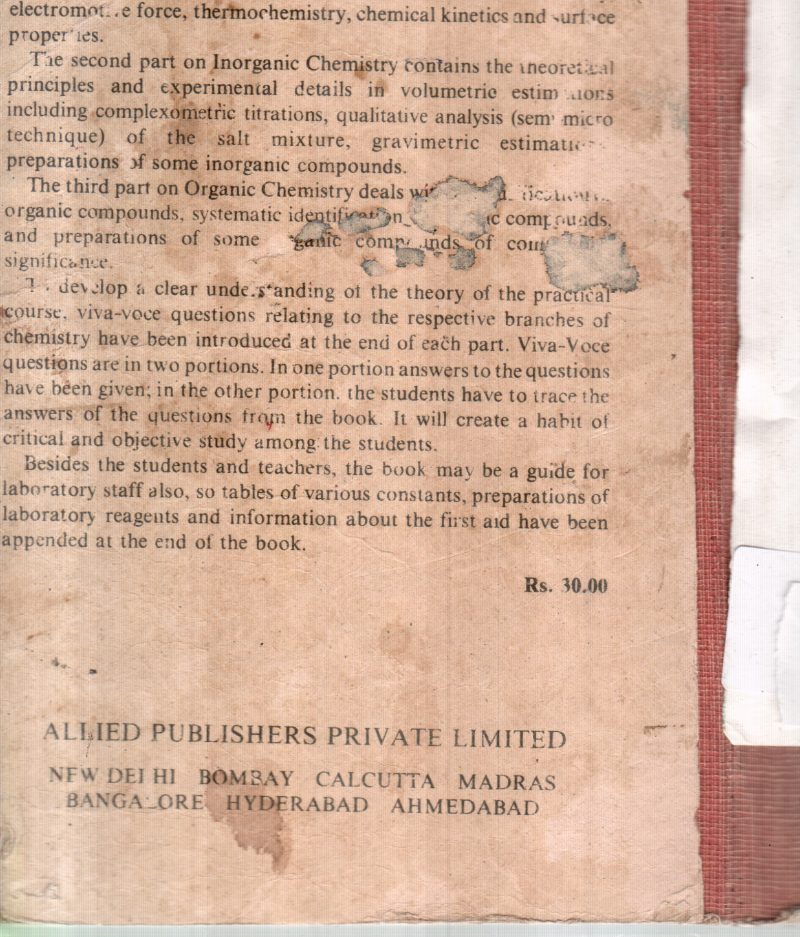 force, thermochemistry, chemical kinetics and
The second part on Inorganic Chemistry contains the
principles and experimental details in volumetric
including complexometric titrations, qualitative analysis micro
technique) of the salt mixture, gravimetric
preparations of some inorganic compounds.
The third part on Organic Chemistry deals
organic compounds, systematic compounds,
and preparations of some of
significance.
develop a clear understanding of the theory of the practical
course, viva-voce questions relating to the respective branches of
chemistry have been introduced at the end of each part. Viva-Voce
questions are in two portions. In one portion answers to the questions
have been given; in the other portion, the students have to trace the
answers of the questions from the book. It will create a habit of
critical and objective study among the students.
Besides the students and teachers, the book may be a guide for
laboratory staff also, so tables of various constants, preparations of
laboratory reagents and information about the first aid have been
appended at the end of the book.
Rs. 30.00
ALLIED PUBLISHERS PRIVATE LIMITED
NEW DELHI BOMBAY CALCUTTA MADRAS
BANGALORE HYDERABAD AHMEDABAD